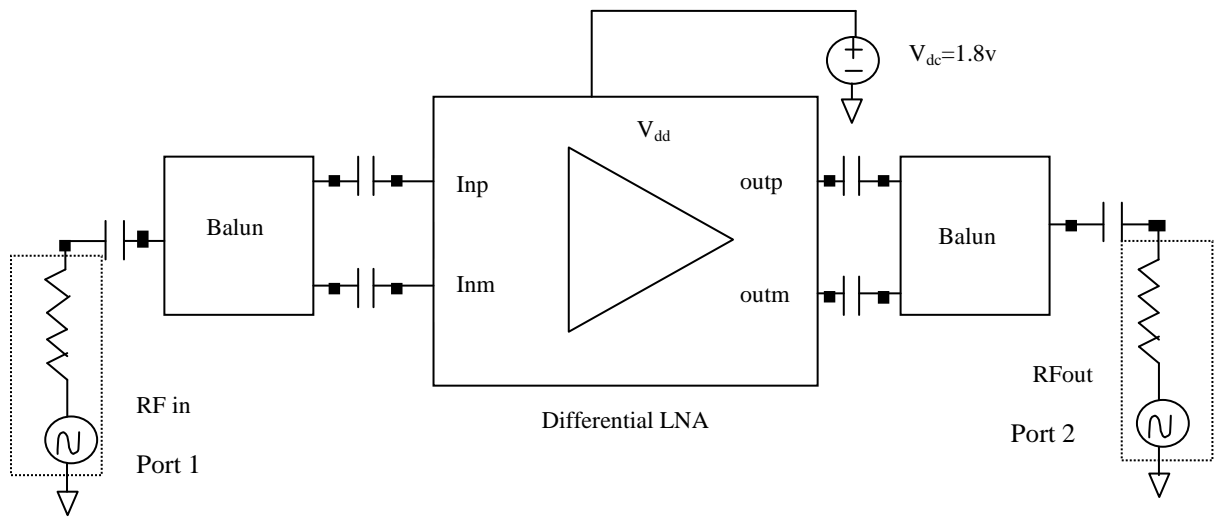 V_dc=1.8v
V_dd
Inp
outp
Balun
Balun
Inm
outm
RF in
RFout
Differential LNA
Port 1
Port 2
+
−